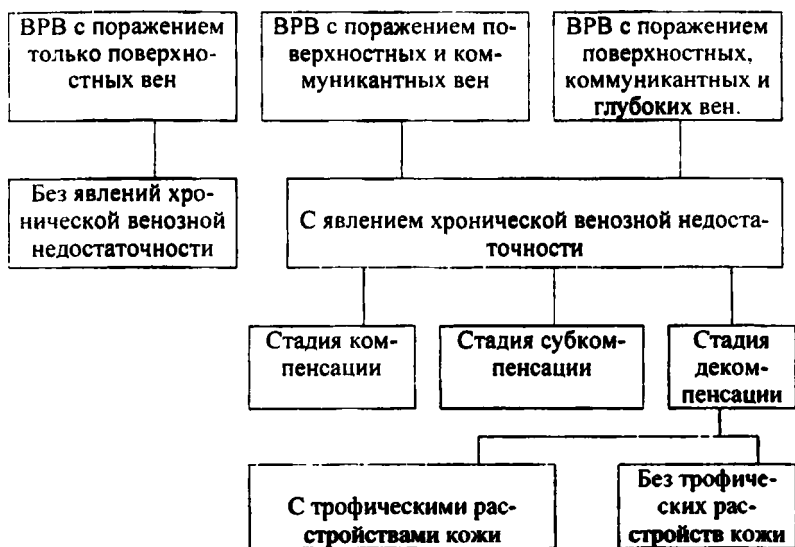 ВРВ с поражением
только поверхно-
стных вен
ВРВ с поражением по-
верхностных и ком-
муникантных вен
ВРВ с поражением
поверхностных,
коммуникантных и
глубоких вен.
Без явлений хро-
нической венозной
недостаточности
С явлением хронической венозной недоста-
точности
Стадия ком-
пенсации
Стадия субком-
пенсации
Стадия
деком-
пенсации
С трофическими рас-
стройствами кожи
Без трофиче-
ских рас-
стройств кожи